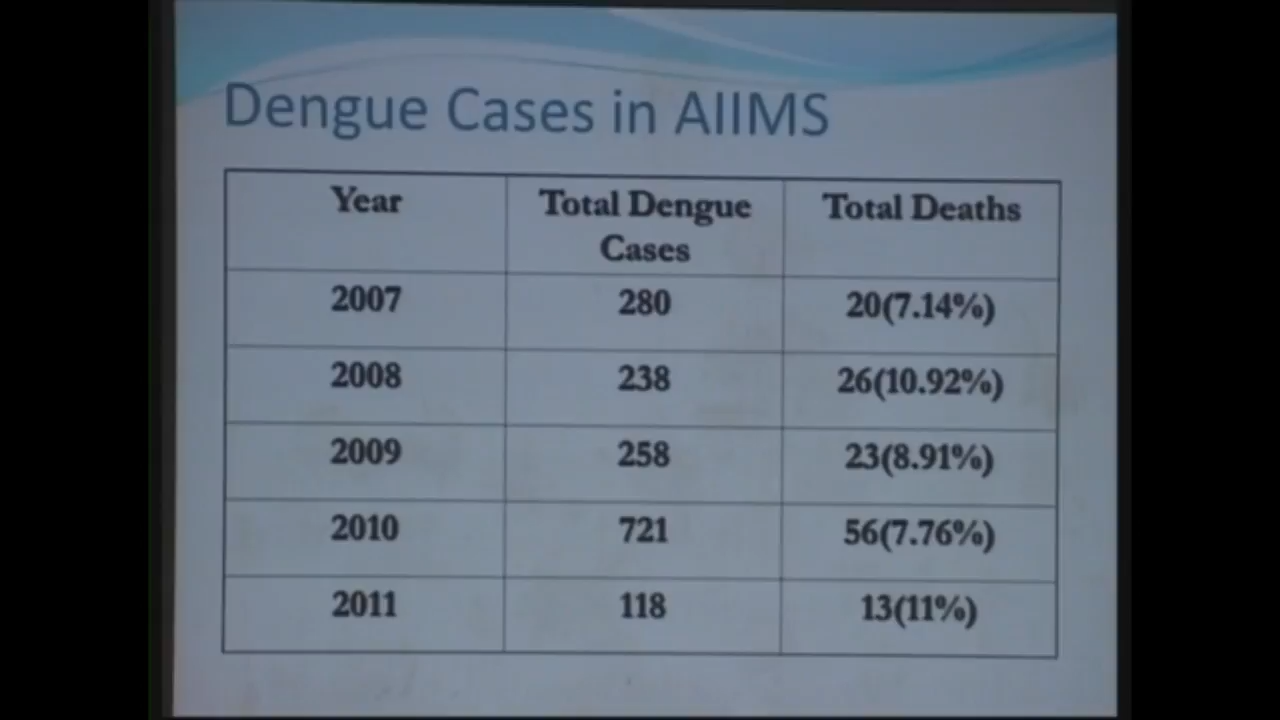 Dengue Cases in AIIMS
Year Total Dengue Cases Total Deaths
2007 280 20(7.14%)
2008 238 26(10.92%)
2009 258 23(8.91%)
2010 721 56(7.76%)
2011 118 13(11%)